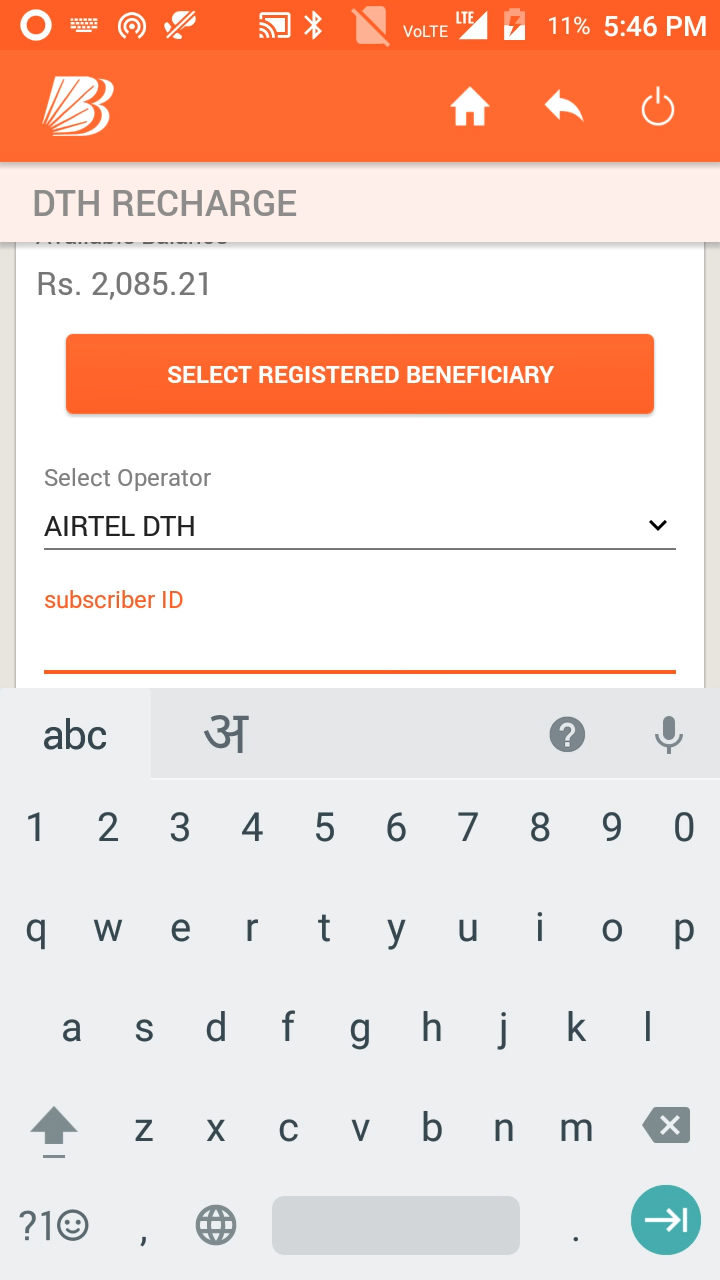 VoLTE LTE 11% 5:46 PM
DTH RECHARGE
Available Balance
Rs. 2,085.21
SELECT REGISTERED BENEFICIARY
Select Operator
AIRTEL DTH
subscriber ID
abc अ ?
1 2 3 4 5 6 7 8 9 0
q w e r t y u i o p
a s d f g h j k l
z x c v b n m
?1☺ , .